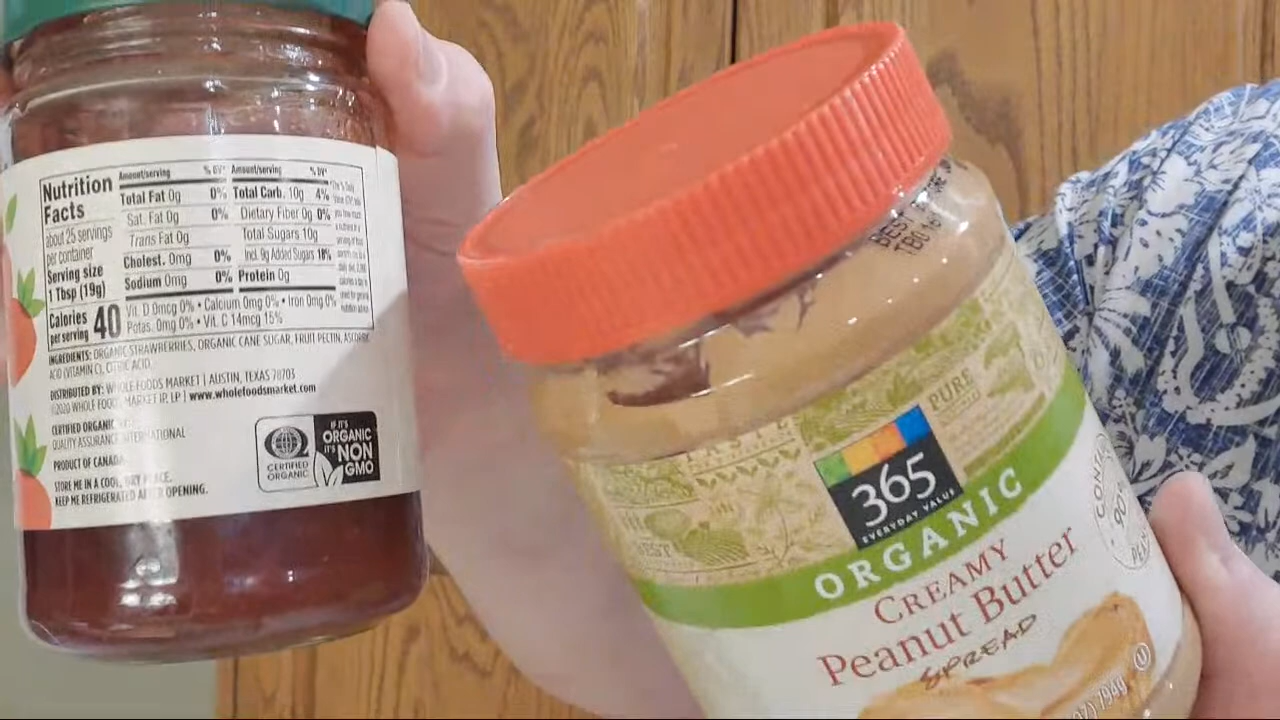 Nutrition
Facts
about 25 servings
per container
Serving size
1 Tbsp (19g)
Calories
per serving 40
Amount/serving % DV*
Total Fat 0g 0%
Sat. Fat 0g 0%
Trans Fat 0g
Cholest. 0mg 0%
Sodium 0mg 0%
Amount/serving % DV*
Total Carb. 10g 4%
Dietary Fiber 0g 0%
Total Sugars 10g
Incl. 9g Added Sugars 18%
Protein 0g
Vit. D 0mcg 0% • Calcium 0mg 0% • Iron 0mg 0%
Potas. 0mg 0% • Vit. C 14mcg 15%
INGREDIENTS: ORGANIC STRAWBERRIES, ORGANIC CANE SUGAR, FRUIT PECTIN,
ACID (VITAMIN C), CITRIC ACID.
DISTRIBUTED BY: WHOLE FOODS MARKET | AUSTIN, TEXAS 78703
©2020 WHOLE FOODS MARKET IP, LP | www.wholefoodsmarket.com
CERTIFIED ORGANIC
QUALITY ASSURANCE INTERNATIONAL
PRODUCT OF CANADA
STORE ME IN A COOL, DRY PLACE.
KEEP ME REFRIGERATED AFTER OPENING.
CERTIFIED
ORGANIC
IF IT'S
ORGANIC
IT'S NON
GMO
BEST
PURE
BEST
365
EVERYDAY VALUE
ORGANIC
CREAMY
Peanut Butter
SPREAD
90%
794g
U